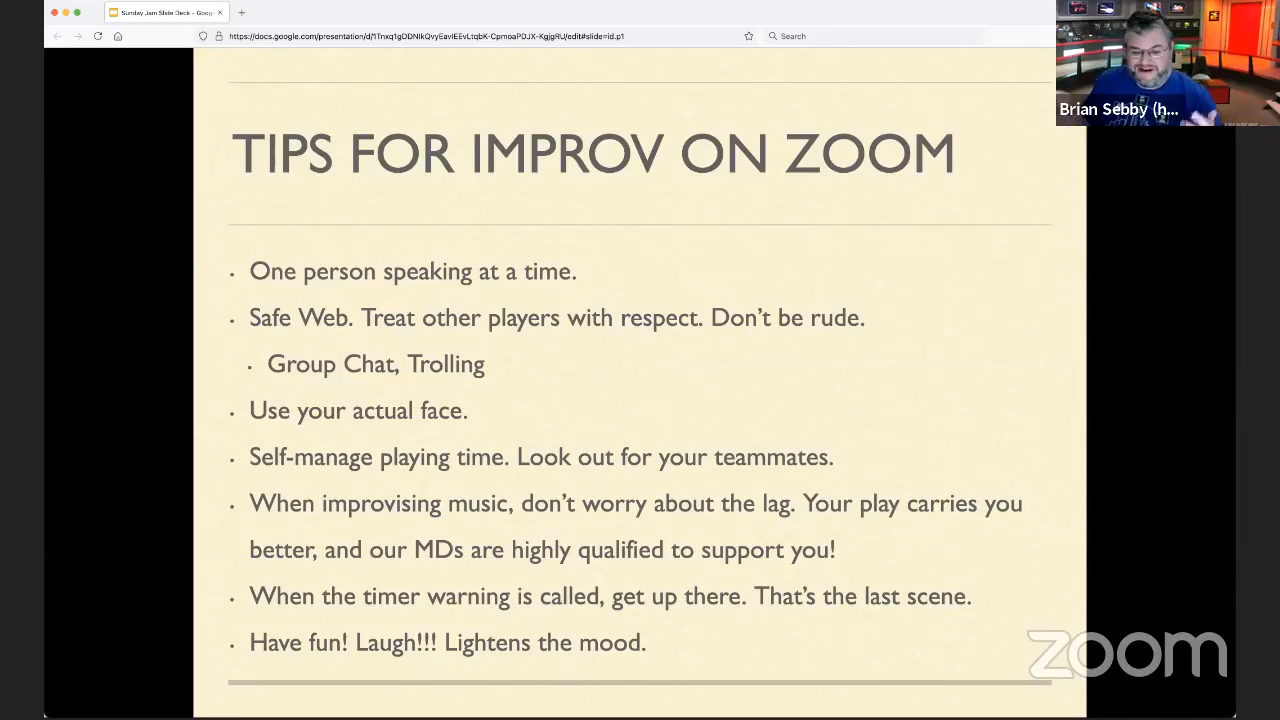 Sunday Jam Slide Deck - Goog
https://docs.google.com/presentation/d/1Tnxq1gDDNlkQvyEavIEEvLtqbK-CpmoaPDJX-KgjgRU/edit#slide=id.p1
Search
Brian Sebby (h...
TIPS FOR IMPROV ON ZOOM
• One person speaking at a time.
• Safe Web. Treat other players with respect. Don’t be rude.
• Group Chat, Trolling
• Use your actual face.
• Self-manage playing time. Look out for your teammates.
• When improvising music, don’t worry about the lag. Your play carries you
better, and our MDs are highly qualified to support you!
• When the timer warning is called, get up there. That’s the last scene.
• Have fun! Laugh!!! Lightens the mood.
zoom